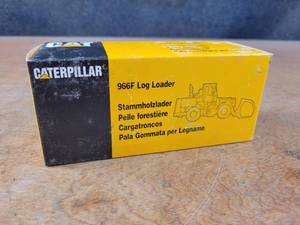 CAT
CATERPILLAR
966F Log Loader
Stammholzlader
Pelle forestière
Cargatroncos
Pala Gommata per Legname